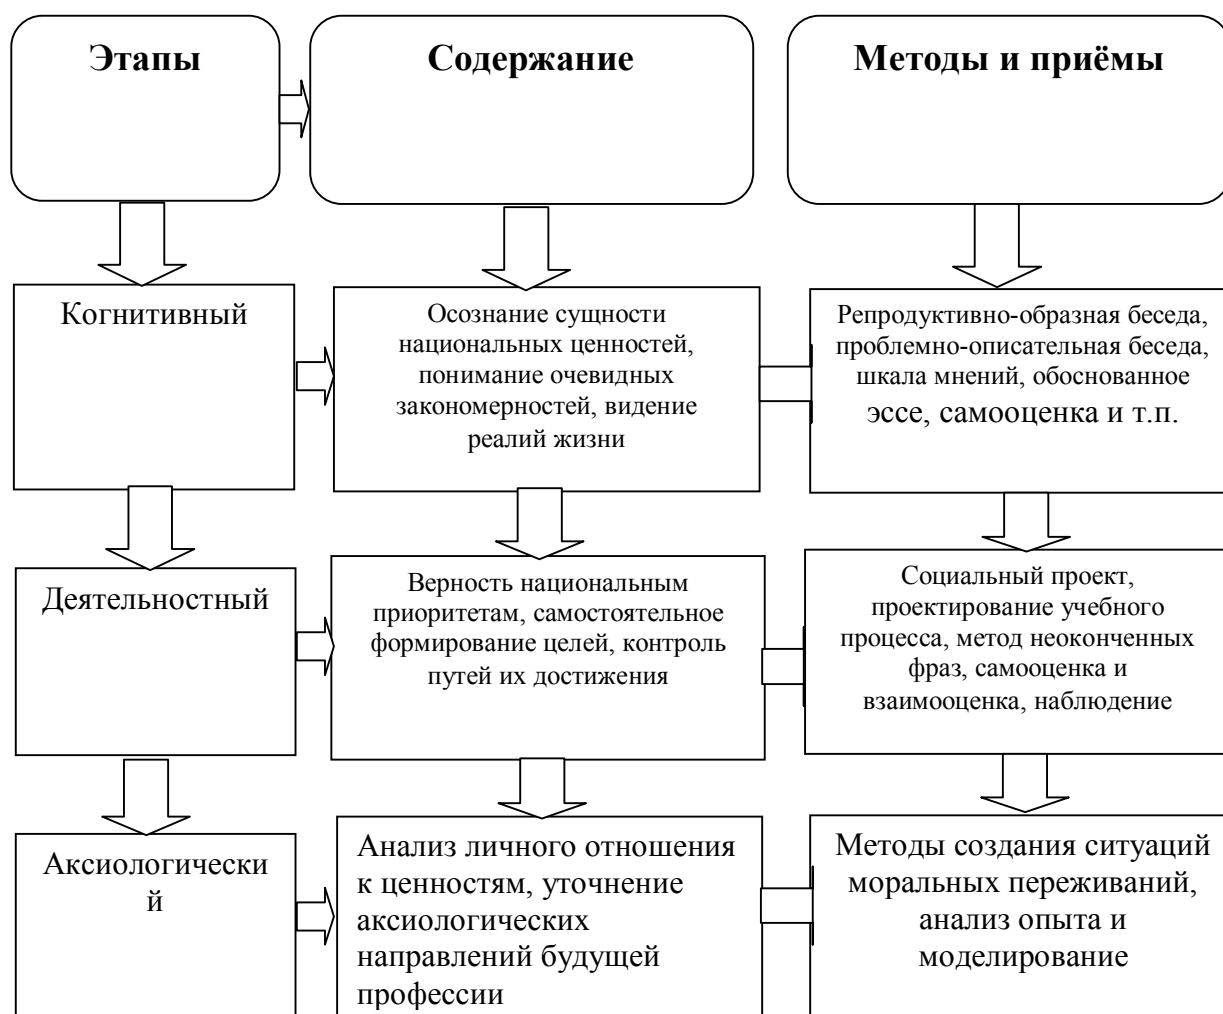 Этапы
Содержание
Методы и приёмы
Когнитивный
Осознание сущности
национальных ценностей,
понимание очевидных
закономерностей, видение
реалий жизни
Репродуктивно-образная беседа,
проблемно-описательная беседа,
шкала мнений, обоснованное
эссе, самооценка и т.п.
Деятельностный
Верность национальным
приоритетам, самостоятельное
формирование целей, контроль
путей их достижения
Социальный проект,
проектирование учебного
процесса, метод неоконченных
фраз, самооценка и
взаимооценка, наблюдение
Аксиологически
й
Анализ личного отношения
к ценностям, уточнение
аксиологических
направлений будущей
профессии
Методы создания ситуаций
моральных переживаний,
анализ опыта и
моделирование